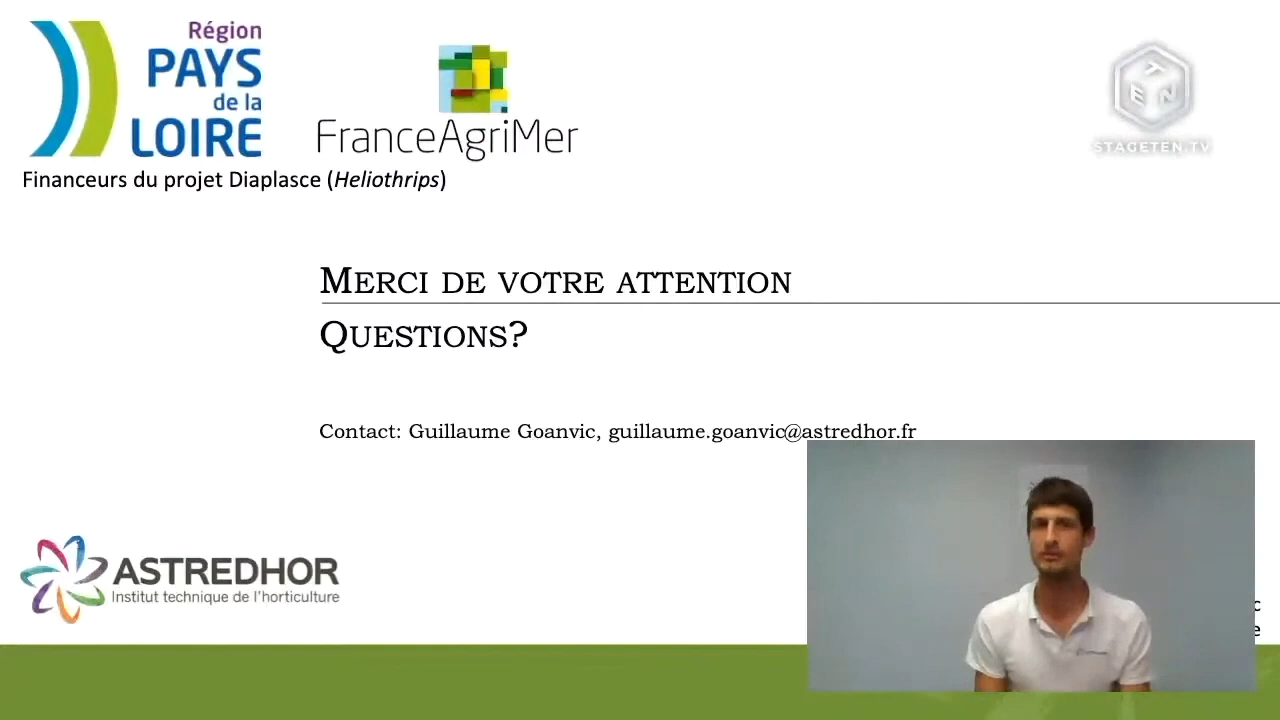 Région
PAYS
de la
LOIRE
FranceAgriMer
Financeurs du projet Diaplasce (Heliothrips)
TEN
STAGETEN.TV
MERCI DE VOTRE ATTENTION
QUESTIONS?
Contact: Guillaume Goanvic, guillaume.goanvic@astredhor.fr
ASTREDHOR
Institut technique de l'horticulture